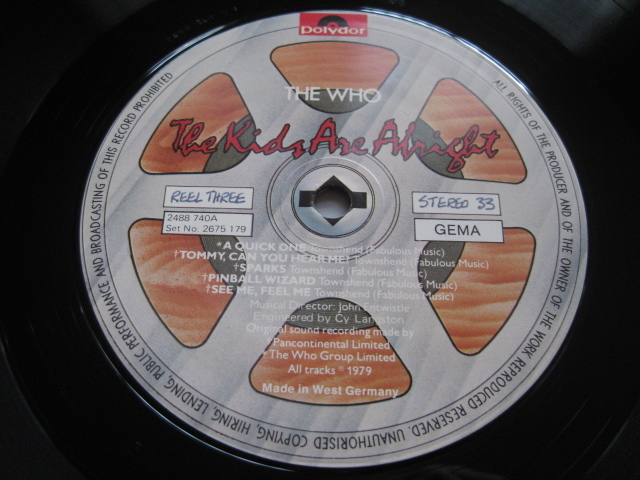 polydor
THE WHO
The Kids Are Alright
REEL THREE
STEREO 33
2488 740A
Set No. 2675 179
GEMA
*A QUICK ONE Townshend (Fabulous Music)
†TOMMY, CAN YOU HEAR ME? Townshend (Fabulous Music)
†SPARKS Townshend (Fabulous Music)
†PINBALL WIZARD Townshend (Fabulous Music)
†SEE ME, FEEL ME Townshend (Fabulous Music)
Musical Director: John Entwistle
Engineered by Cy Langston
Original sound recording made by
Pancontinental Limited
* The Who Group Limited
All tracks ℗ 1979
Made in West Germany
ALL RIGHTS OF THE PRODUCER AND OF THE OWNER OF THE WORK REPRODUCED RESERVED. UNAUTHORISED COPYING, HIRING, LENDING, PUBLIC PERFORMANCE AND BROADCASTING OF THIS RECORD PROHIBITED